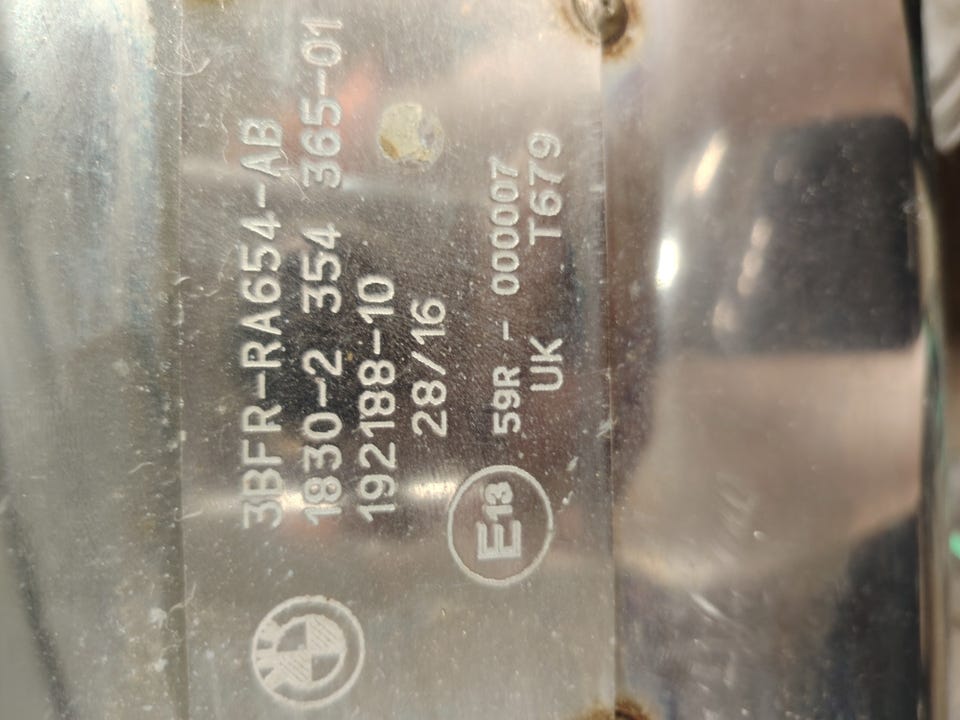 3BFR-RA654-AB
1830-2 354 365-01
192188-10
28/16
E13
59R - 000007
UK T679